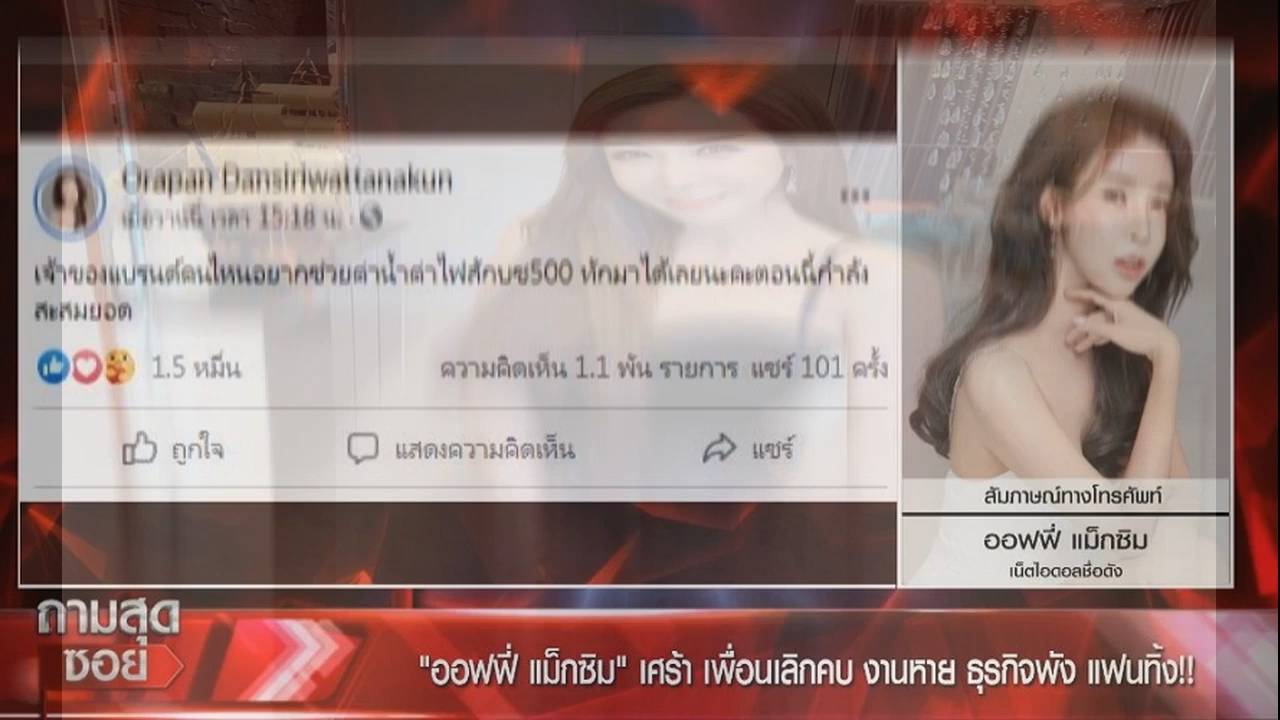 Orapan Dansiriwattanakun
เมื่อวานนี้ เวลา 15:18 น.
เจ้าของแบรนด์คนไหนอยากช่วยค่าน้ำค่าไฟสักบช500 ทักมาได้เลยนะคะตอนนี้กำลัง
สะสมยอด
1.5 หมื่น
ความคิดเห็น 1.1 พัน รายการ แชร์ 101 ครั้ง
ถูกใจ
แสดงความคิดเห็น
แชร์
สัมภาษณ์ทางโทรศัพท์
ออฟฟี่ แม็กซิม
เน็ตไอดอลชื่อดัง
ถามสุด
ซอย
"ออฟฟี่ แม็กซิม" เศร้า เพื่อนเลิกคบ งานหาย ธุรกิจพัง แฟนทิ้ง!!